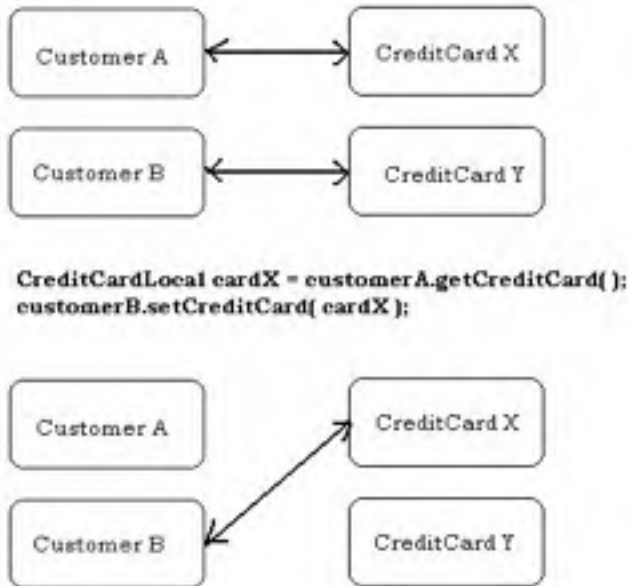 Customer A
CreditCard X
Customer B
CreditCard Y
CreditCardLocal cardX = customerA.getCreditCard( );
customerB.setCreditCard( cardX );
Customer A
CreditCard X
Customer B
CreditCard Y